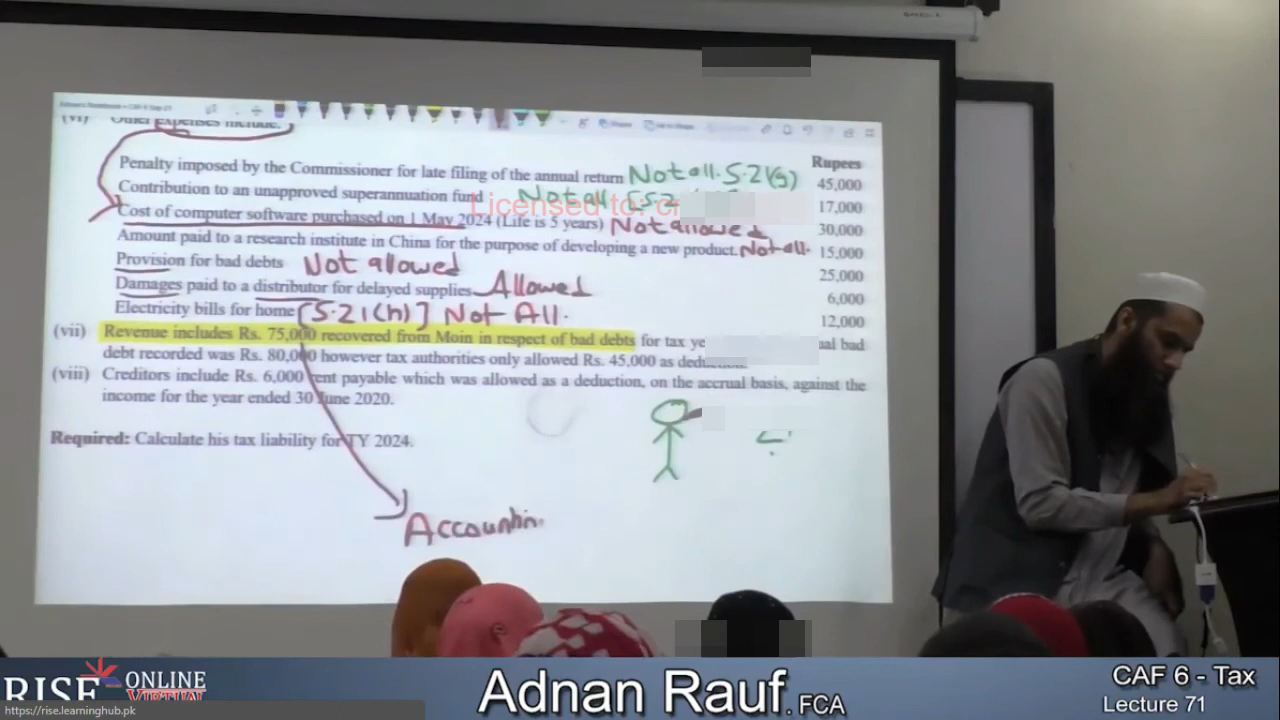 (vi) Other expenses include:
Rupees
Penalty imposed by the Commissioner for late filing of the annual return Not all. S.21(g) 45,000
Contribution to an unapproved superannuation fund Not all [S 2 17,000
Licensed to:
Cost of computer software purchased on 1 May 2024 (Life is 5 years) Not allowed 30,000
Amount paid to a research institute in China for the purpose of developing a new product. Not all. 15,000
Provision for bad debts Not allowed 25,000
Damages paid to a distributor for delayed supplies Allowed 6,000
Electricity bills for home [S.21(h)] Not All. 12,000
(vii) Revenue includes Rs. 75,000 recovered from Moin in respect of bad debts for tax bad
debt recorded was Rs. 80,000 however tax authorities only allowed Rs. 45,000 as
(viii) Creditors include Rs. 6,000 rent payable which was allowed as a deduction, on the accrual basis, against the
income for the year ended 30 June 2020.
Required: Calculate his tax liability for TY 2024.
Accountin
RISE ONLINE
VIRTUAL
https://rise.learninghub.pk
Adnan Rauf. FCA
CAF 6 - Tax
Lecture 71